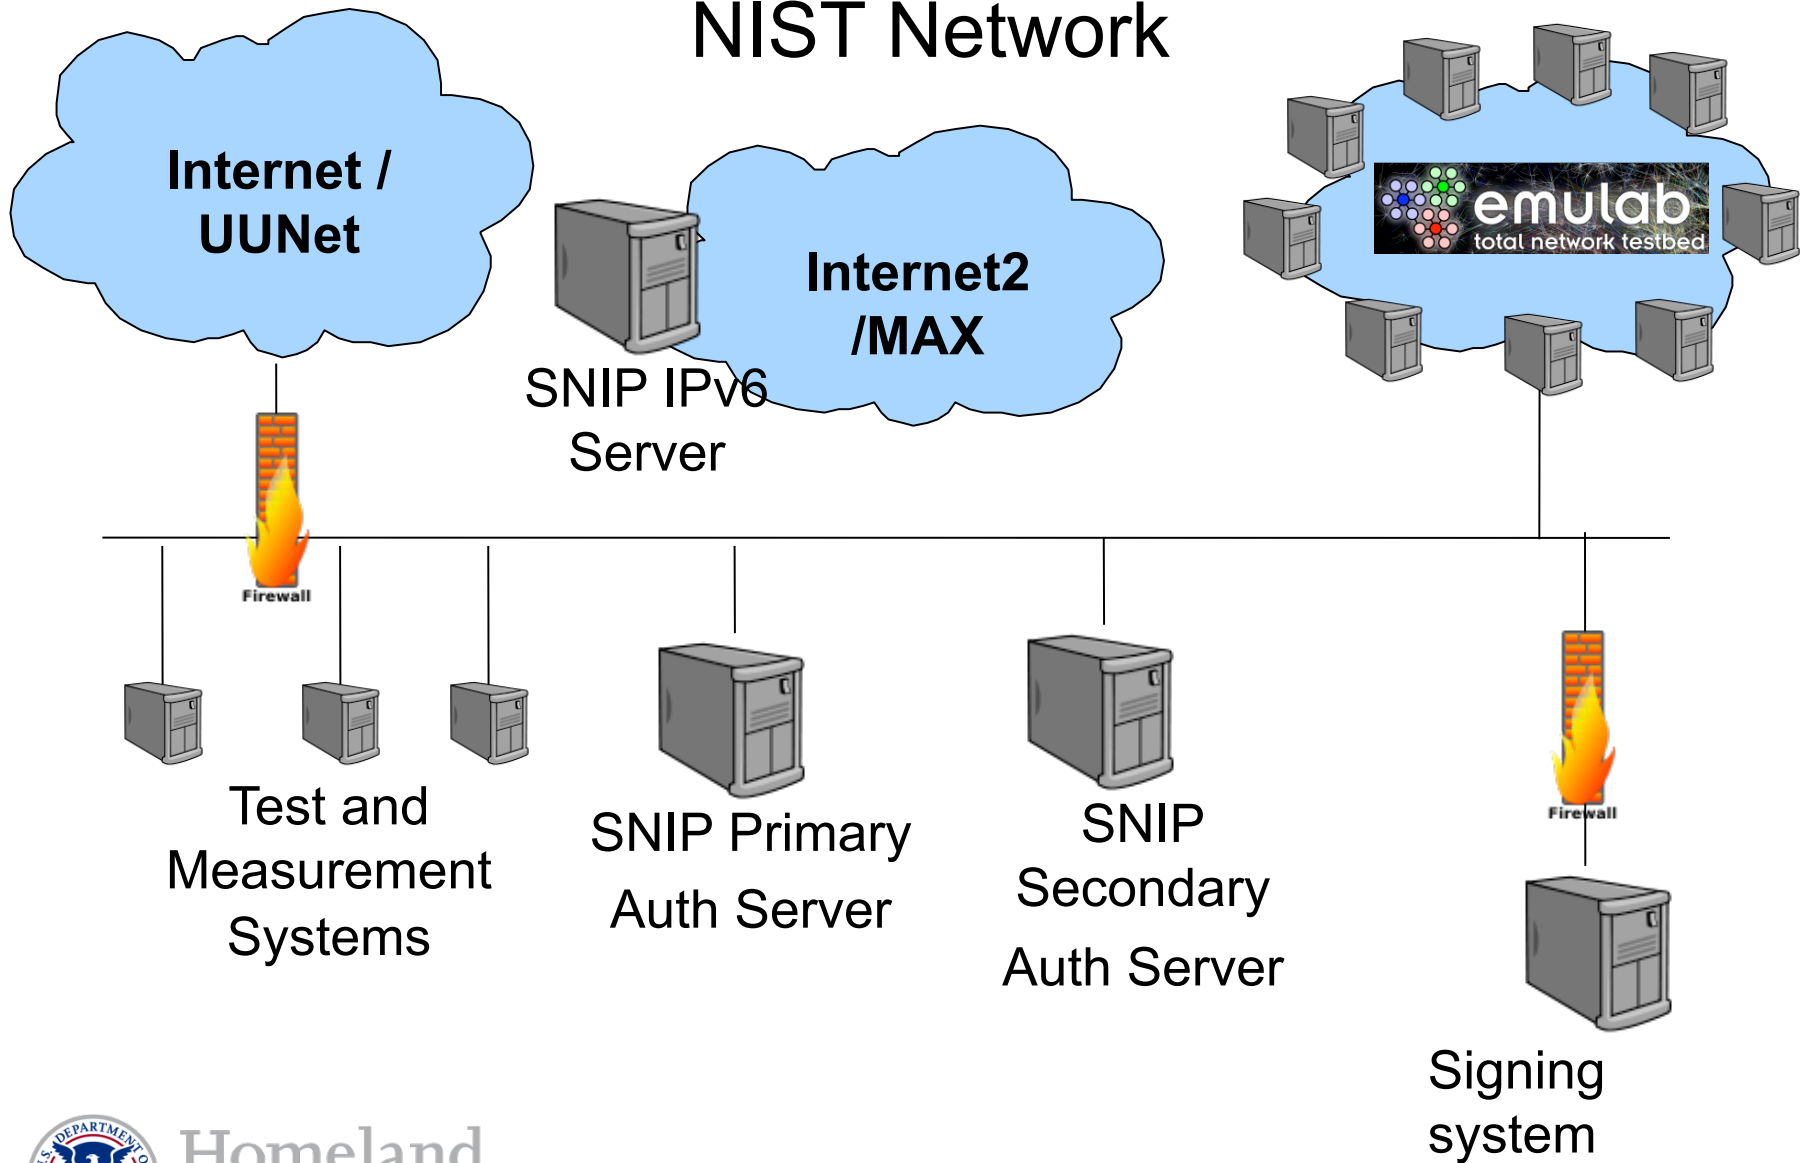 NIST Network
Internet /
UUNet
Internet2
/MAX
emulab
total network testbed
SNIP IPv6
Server
Firewall
Test and
Measurement
Systems
SNIP Primary
Auth Server
SNIP
Secondary
Auth Server
Firewall
Signing
system
U.S. DEPARTMENT O
Homeland